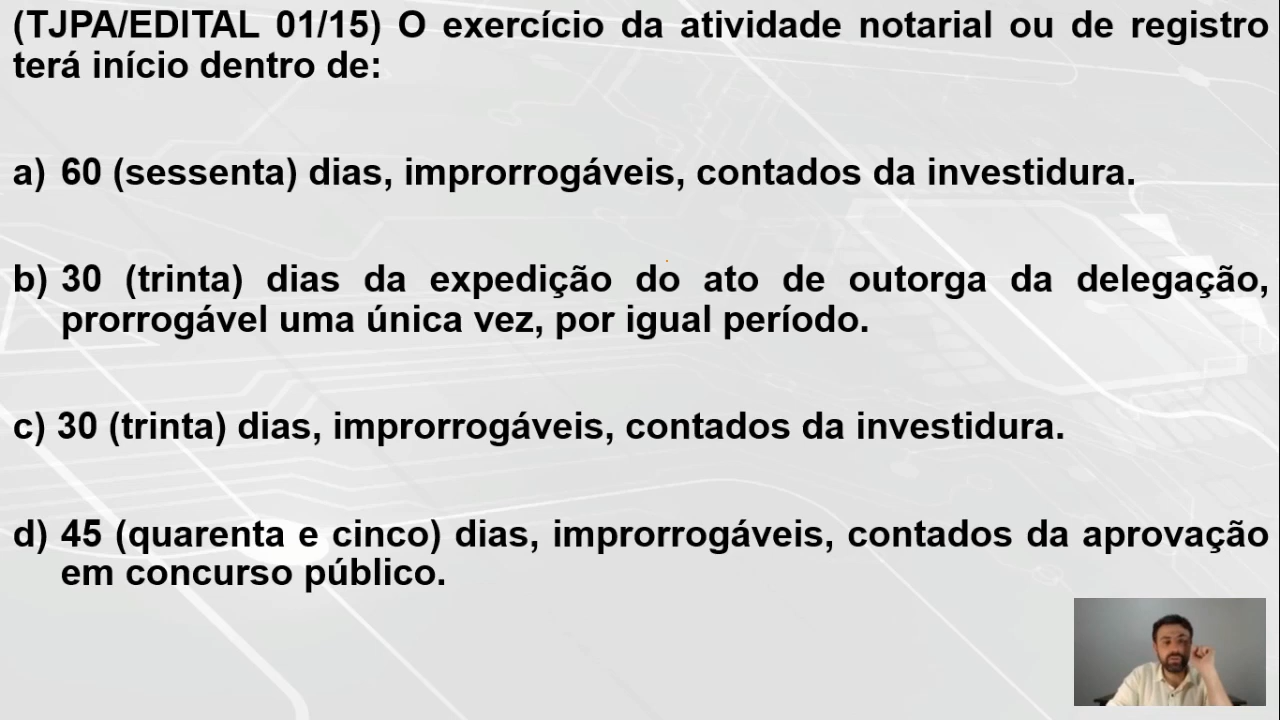 (TJPA/EDITAL 01/15) O exercício da atividade notarial ou de registro
terá início dentro de:
a) 60 (sessenta) dias, improrrogáveis, contados da investidura.
b) 30 (trinta) dias da expedição do ato de outorga da delegação,
prorrogável uma única vez, por igual período.
c) 30 (trinta) dias, improrrogáveis, contados da investidura.
d) 45 (quarenta e cinco) dias, improrrogáveis, contados da aprovação
em concurso público.